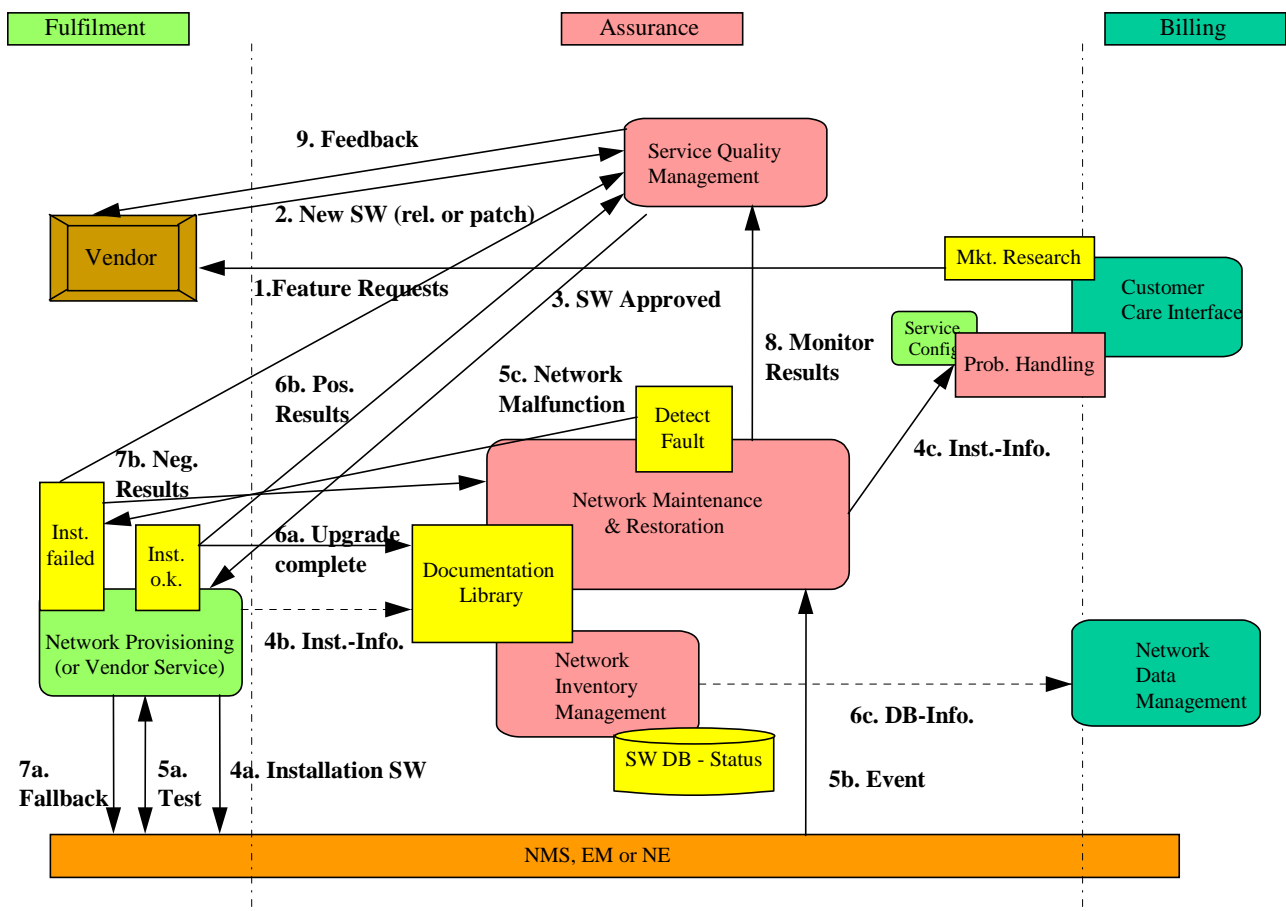 Fulfilment
Assurance
Billing
9. Feedback
Service Quality
Management
2. New SW (rel. or patch)
Vendor
Mkt. Research
1.Feature Requests
3. SW Approved
Customer
Care Interface
Service
Config
8. Monitor
Results
Prob. Handling
6b. Pos.
Results
5c. Network
Malfunction
Detect
Fault
4c. Inst.-Info.
7b. Neg.
Results
Network Maintenance
& Restoration
Inst.
failed
Inst.
o.k.
6a. Upgrade
complete
Documentation
Library
4b. Inst.-Info.
Network Provisioning
(or Vendor Service)
Network
Inventory
Management
Network
Data
Management
6c. DB-Info.
SW DB - Status
7a.
Fallback
5a.
Test
4a. Installation SW
5b. Event
NMS, EM or NE